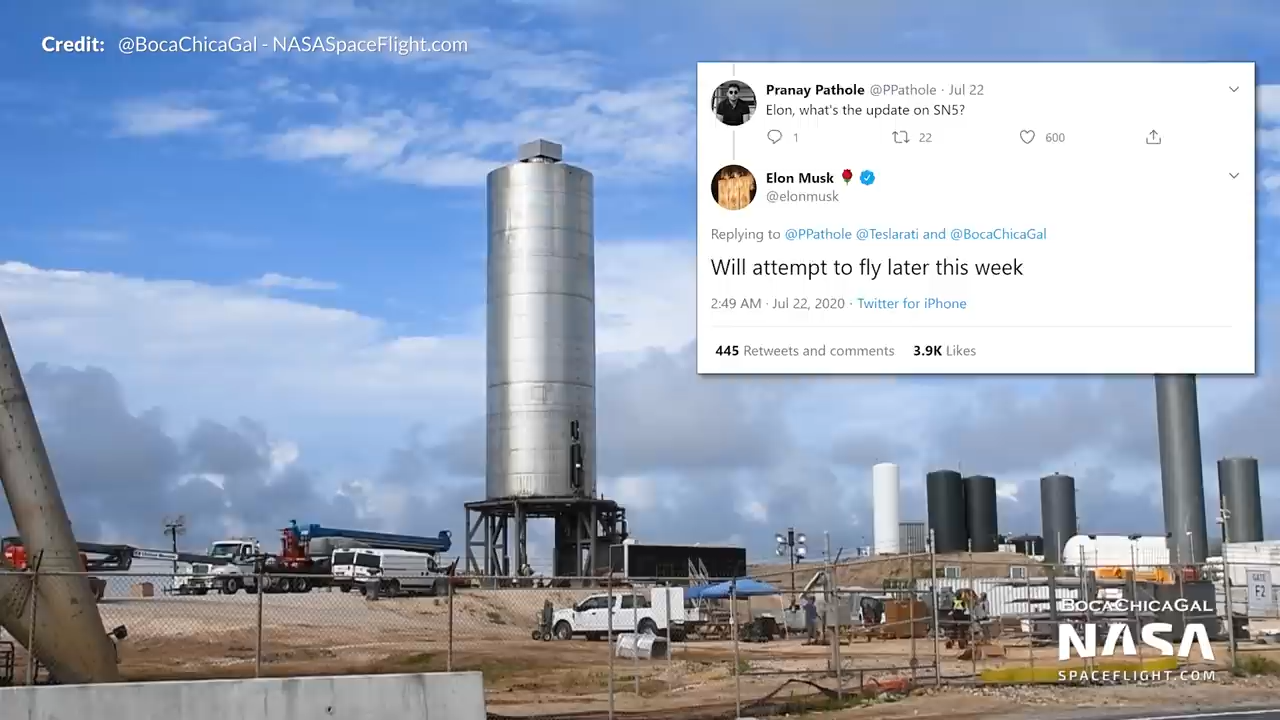 Credit: @BocaChicaGal - NASASpaceFlight.com
Pranay Pathole @PPathole · Jul 22
Elon, what's the update on SN5?
1 22 600
Elon Musk
@elonmusk
Replying to @PPathole @Teslarati and @BocaChicaGal
Will attempt to fly later this week
2:49 AM · Jul 22, 2020 · Twitter for iPhone
445 Retweets and comments 3.9K Likes
GATE
F2
BOCACHICAGAL
NASA
SPACEFLIGHT.COM